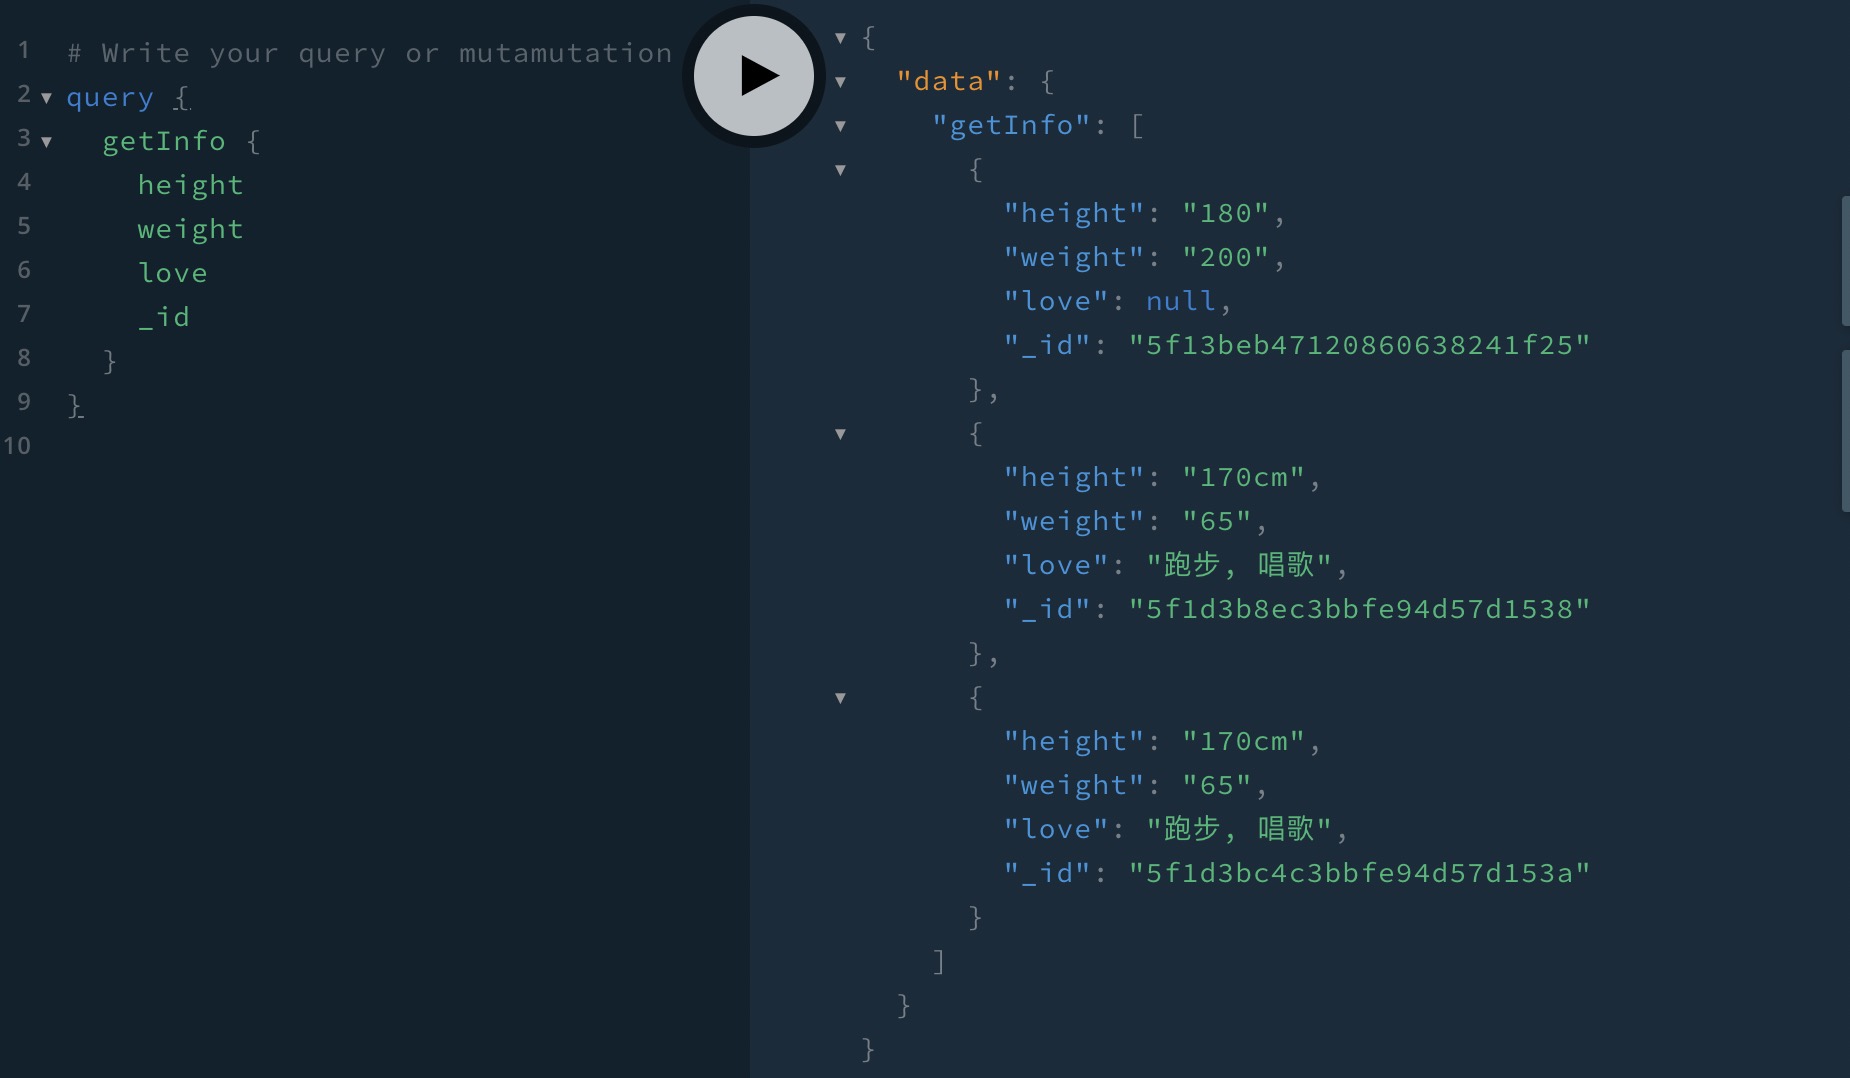 1 # Write your query or mutamutation
2 query {
3 getInfo {
4 height
5 weight
6 love
7 _id
8 }
9 }
10
{
"data": {
"getInfo": [
{
"height": "180",
"weight": "200",
"love": null,
"_id": "5f13beb47120860638241f25"
},
{
"height": "170cm",
"weight": "65",
"love": "跑步, 唱歌",
"_id": "5f1d3b8ec3bbfe94d57d1538"
},
{
"height": "170cm",
"weight": "65",
"love": "跑步, 唱歌",
"_id": "5f1d3bc4c3bbfe94d57d153a"
}
]
}
}